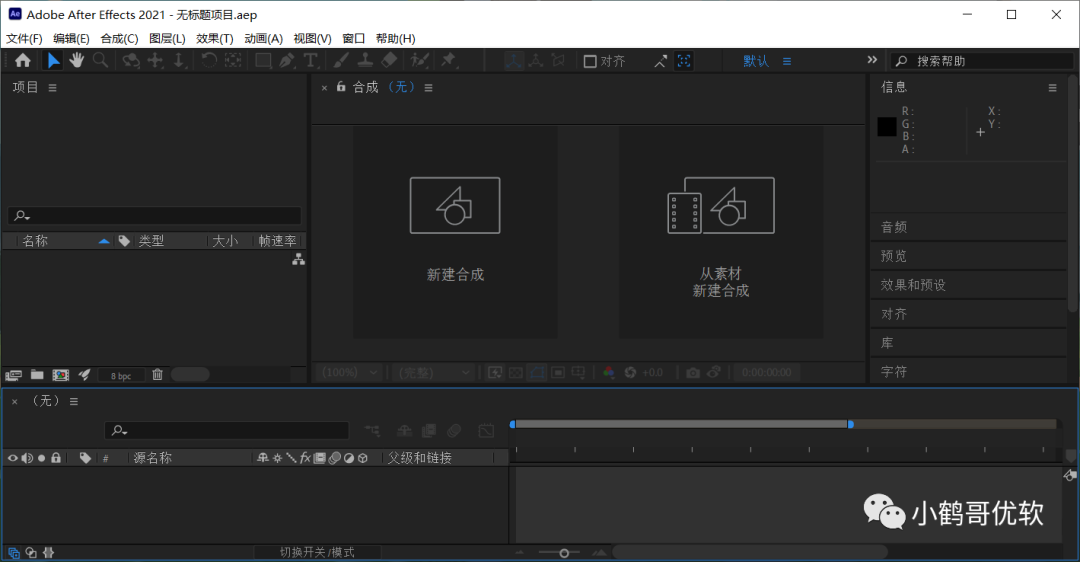 Ae Adobe After Effects 2021 - 无标题项目.aep
文件(F) 编辑(E) 合成(C) 图层(L) 效果(T) 动画(A) 视图(V) 窗口 帮助(H)
对齐 默认 搜索帮助
项目
名称 类型 大小 帧速率
8 bpc
× 合成 （无）
新建合成
从素材
新建合成
(100%) (完整) +0.0 0:00:00:00
信息
R: X:
G: Y:
B:
A:
音频
预览
效果和预设
对齐
库
字符
× （无）
# 源名称 fx 父级和链接
切换开关/模式
小鹤哥优软